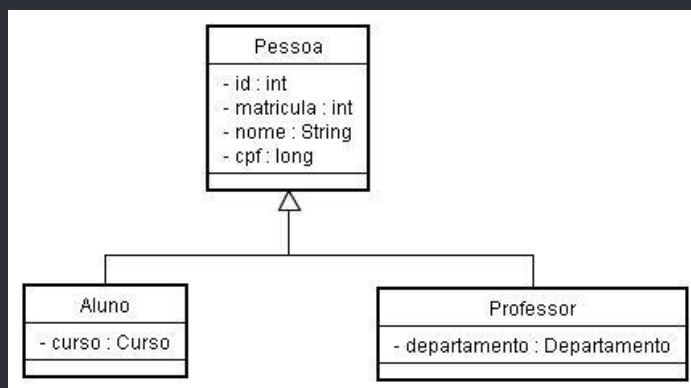 Pessoa
- id : int
- matricula : int
- nome : String
- cpf : long
Aluno
- curso : Curso
Professor
- departamento : Departamento